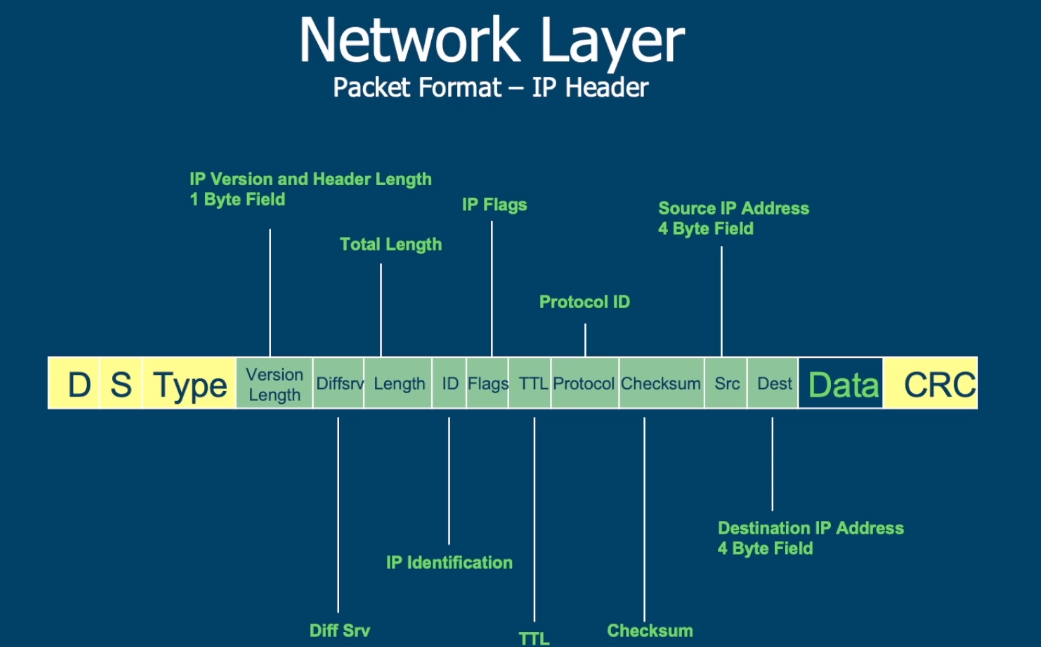 Network Layer
Packet Format – IP Header
IP Version and Header Length
1 Byte Field
IP Flags
Source IP Address
4 Byte Field
Total Length
Protocol ID
D S Type Version Length Diffsrv Length ID Flags TTL Protocol Checksum Src Dest Data CRC
Destination IP Address
4 Byte Field
IP Identification
Diff Srv
TTL
Checksum